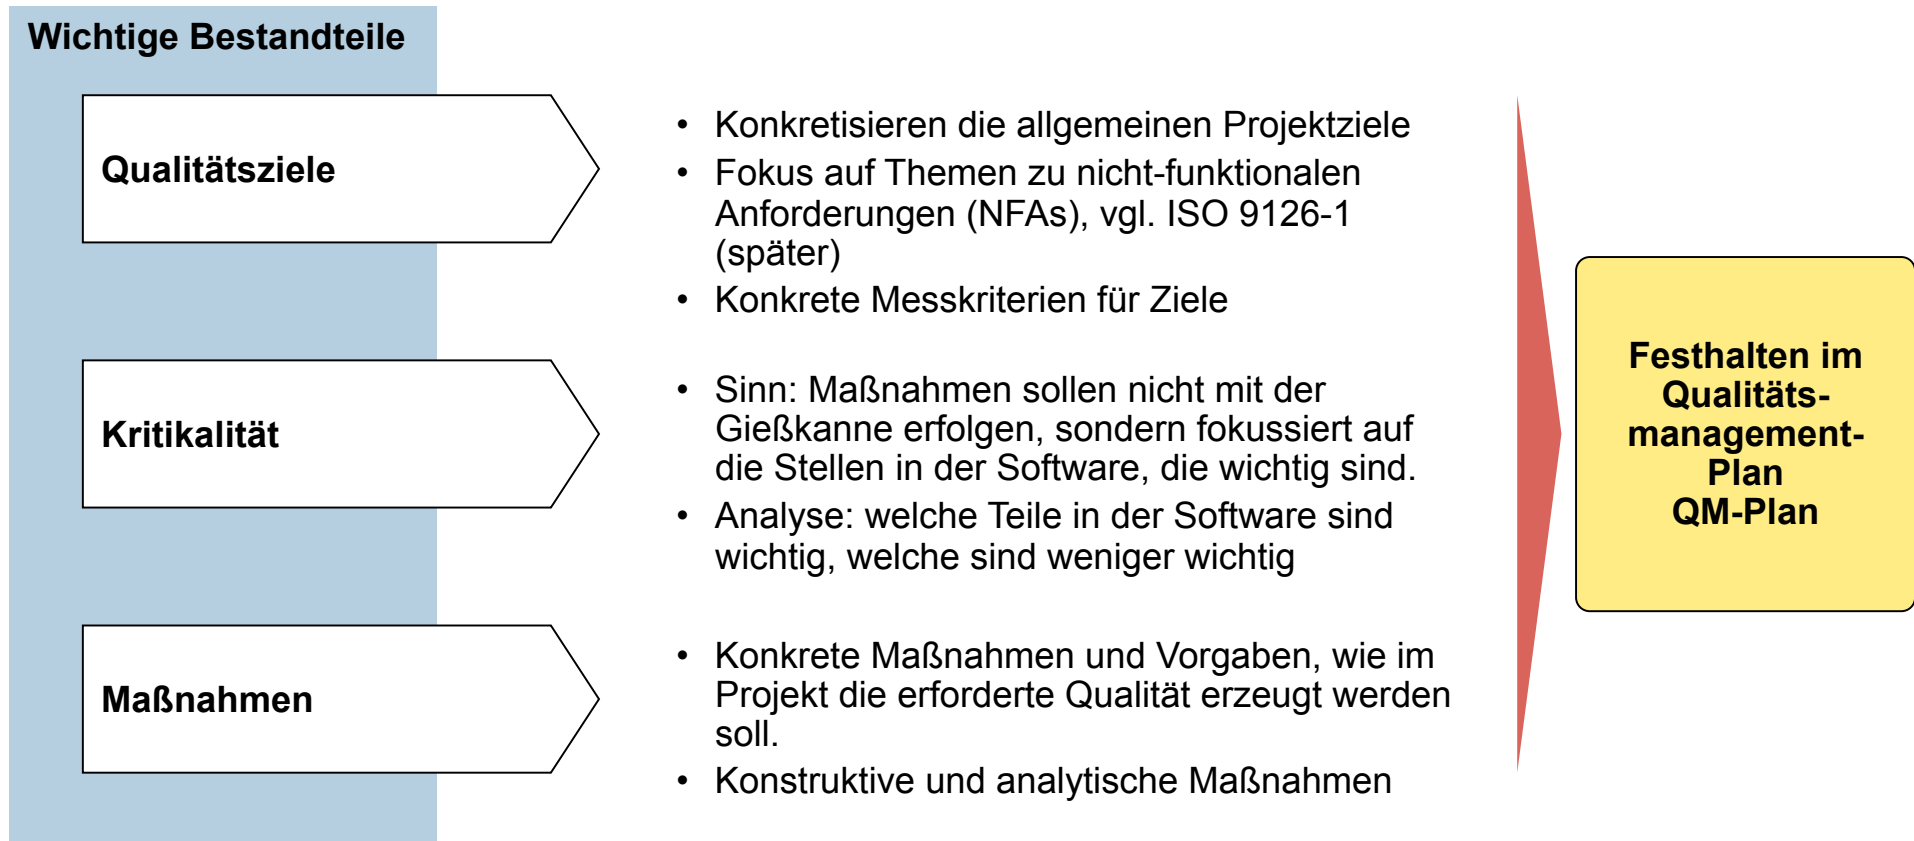 Wichtige Bestandteile
Qualitätsziele
• Konkretisieren die allgemeinen Projektziele
• Fokus auf Themen zu nicht-funktionalen
Anforderungen (NFAs), vgl. ISO 9126-1
(später)
• Konkrete Messkriterien für Ziele
Kritikalität
• Sinn: Maßnahmen sollen nicht mit der
Gießkanne erfolgen, sondern fokussiert auf
die Stellen in der Software, die wichtig sind.
• Analyse: welche Teile in der Software sind
wichtig, welche sind weniger wichtig
Maßnahmen
• Konkrete Maßnahmen und Vorgaben, wie im
Projekt die erforderte Qualität erzeugt werden
soll.
• Konstruktive und analytische Maßnahmen
Festhalten im
Qualitäts-
management-
Plan
QM-Plan